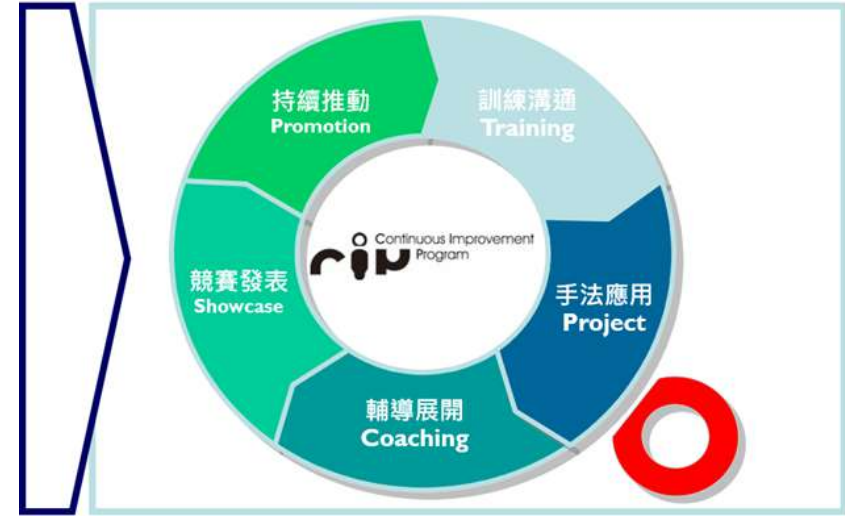 持續推動
Promotion
訓練溝通
Training
手法應用
Project
輔導展開
Coaching
競賽發表
Showcase
cip
Continuous Improvement
Program